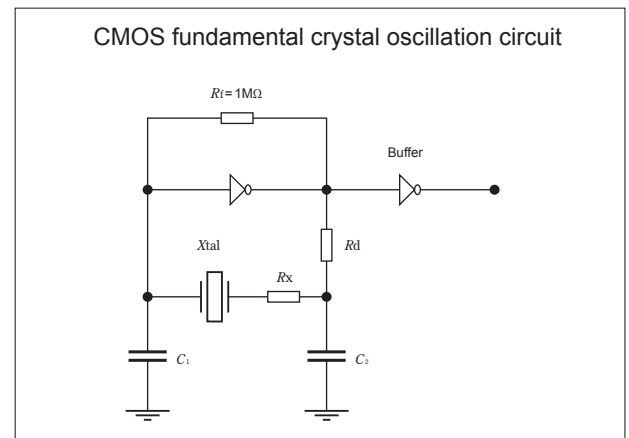 CMOS fundamental crystal oscillation circuit
Rf=1MΩ
Buffer
Xtal
Rd
Rx
C1
C2